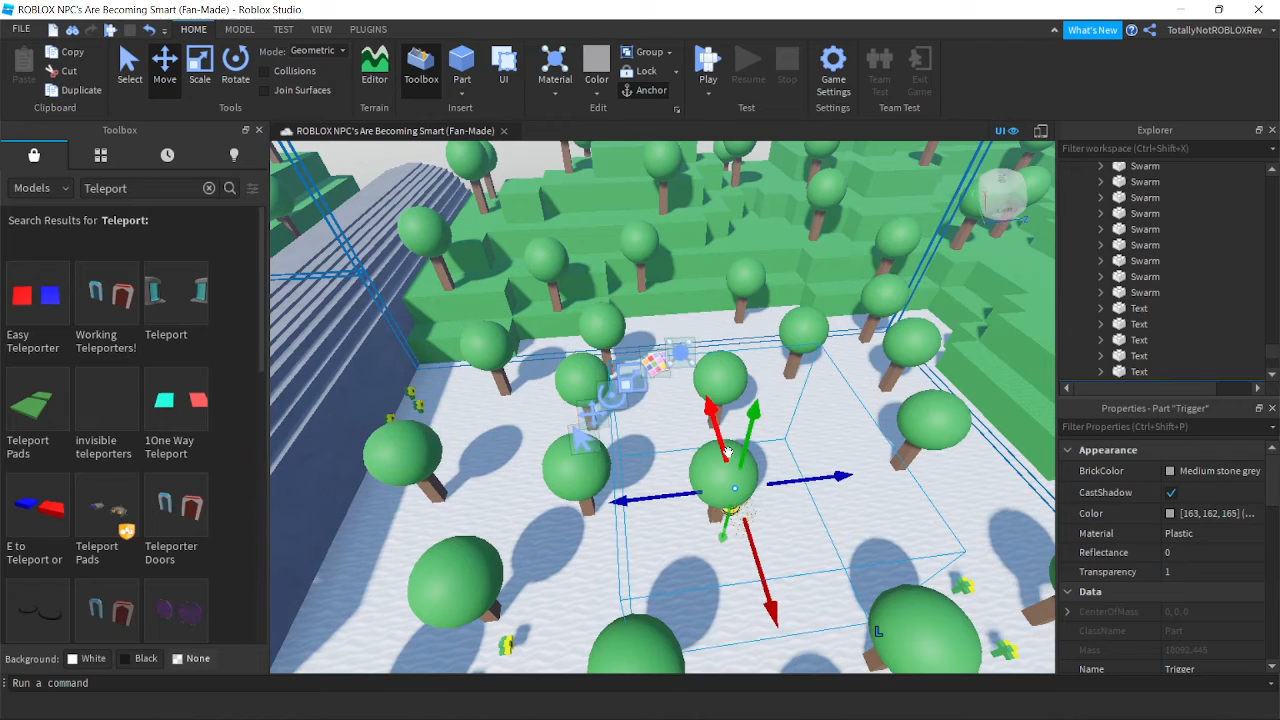 ROBLOX NPC's Are Becoming Smart (Fan-Made) - Roblox Studio
FILE HOME MODEL TEST VIEW PLUGINS What's New TotallyNotROBLOXRev
Paste Copy Cut Duplicate Clipboard
Select Move Scale Rotate Mode: Geometric Collisions Join Surfaces Tools
Editor Terrain
Toolbox Part UI Insert
Material Color Group Lock Anchor Edit
Play Resume Stop Test
Game Settings Settings
Team Test Exit Game Team Test
Toolbox
ROBLOX NPC's Are Becoming Smart (Fan-Made)
UI
Models Teleport
Search Results for Teleport:
Easy Teleporter
Working Teleporters!
Teleport
Teleport Pads
invisible teleporters
1One Way Teleport
E to Teleport or
Teleport Pads
Teleporter Doors
Background: White Black None
Run a command
L
Explorer
Filter workspace (Ctrl+Shift+X)
Swarm
Swarm
Swarm
Swarm
Swarm
Swarm
Swarm
Swarm
Swarm
Text
Text
Text
Text
Text
Properties - Part "Trigger"
Filter Properties (Ctrl+Shift+P)
Appearance
BrickColor Medium stone grey
CastShadow
Color [163, 162, 165] (...
Material Plastic
Reflectance 0
Transparency 1
Data
CenterOfMass 0, 0, 0
ClassName Part
Mass 18092.445
Name Trigger